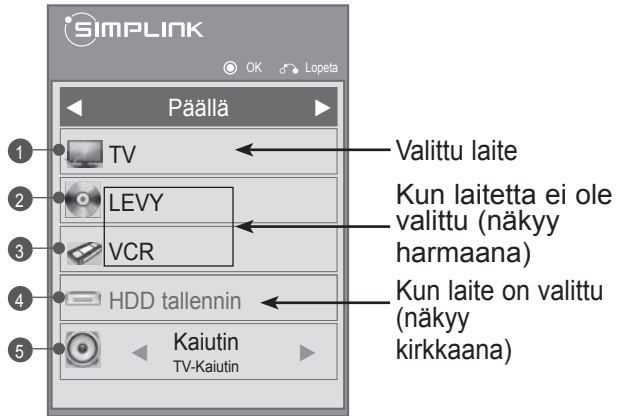 SIMPLINK
OK Lopeta
Päällä
1 TV
2 LEVY
3 VCR
4 HDD tallennin
5 Kaiutin
TV-Kaiutin
Valittu laite
Kun laitetta ei ole
valittu (näkyy
harmaana)
Kun laite on valittu
(näkyy
kirkkaana)